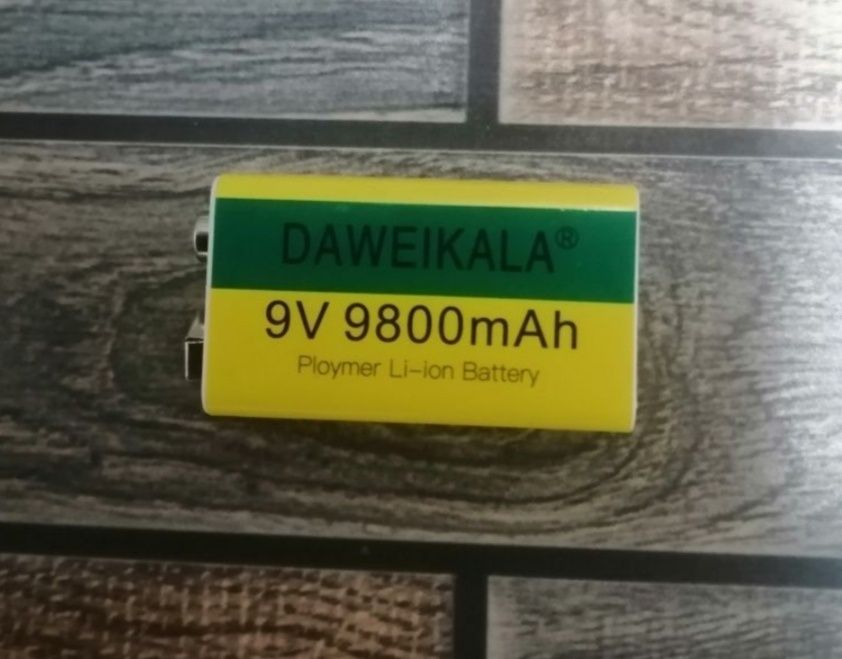 DAWEIKALA®
9V 9800mAh
Ploymer Li-ion Battery